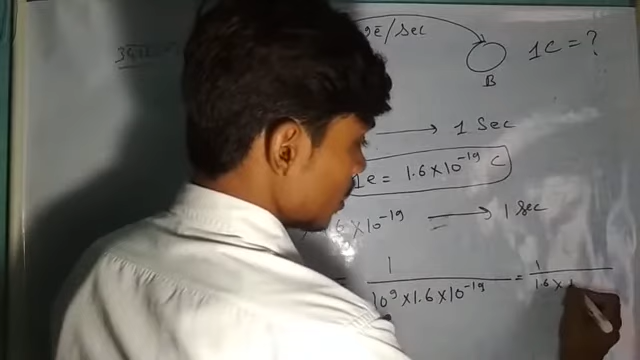 9e̅/sec
1C = ?
B
→ 1 Sec
1e = 1.6×10⁻¹⁹ C
×10⁻¹⁹ → 1 sec
1 / 10⁹ × 1.6 × 10⁻¹⁹ = 1 / 1.6 ×